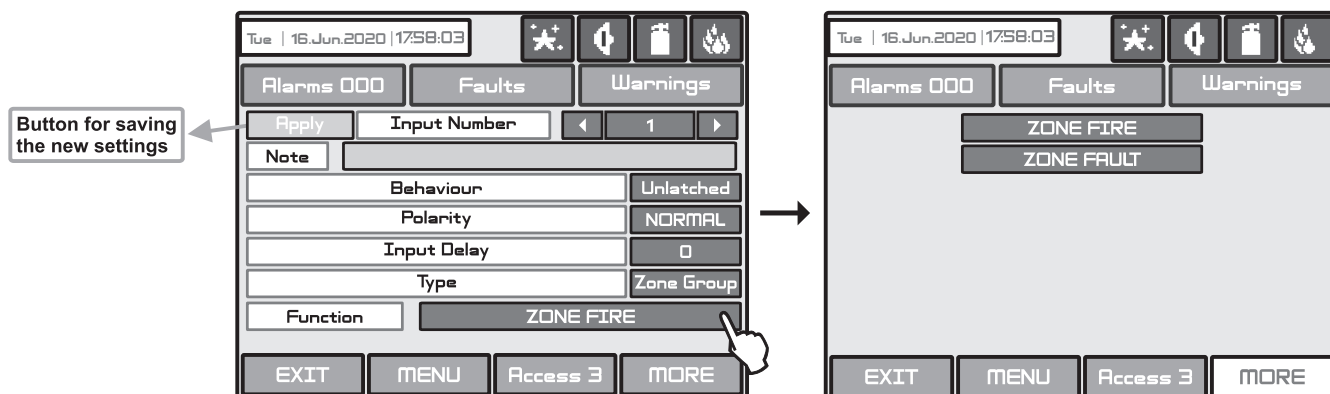 Tue | 16.Jun.2020 | 17:58:03
Alarms 000 Faults Warnings
Button for saving
the new settings
Apply Input Number 1
Note
Behaviour Unlatched
Polarity NORMAL
Input Delay 0
Type Zone Group
Function ZONE FIRE
EXIT MENU Access 3 MORE
Tue | 16.Jun.2020 | 17:58:03
Alarms 000 Faults Warnings
ZONE FIRE
ZONE FAULT
EXIT MENU Access 3 MORE